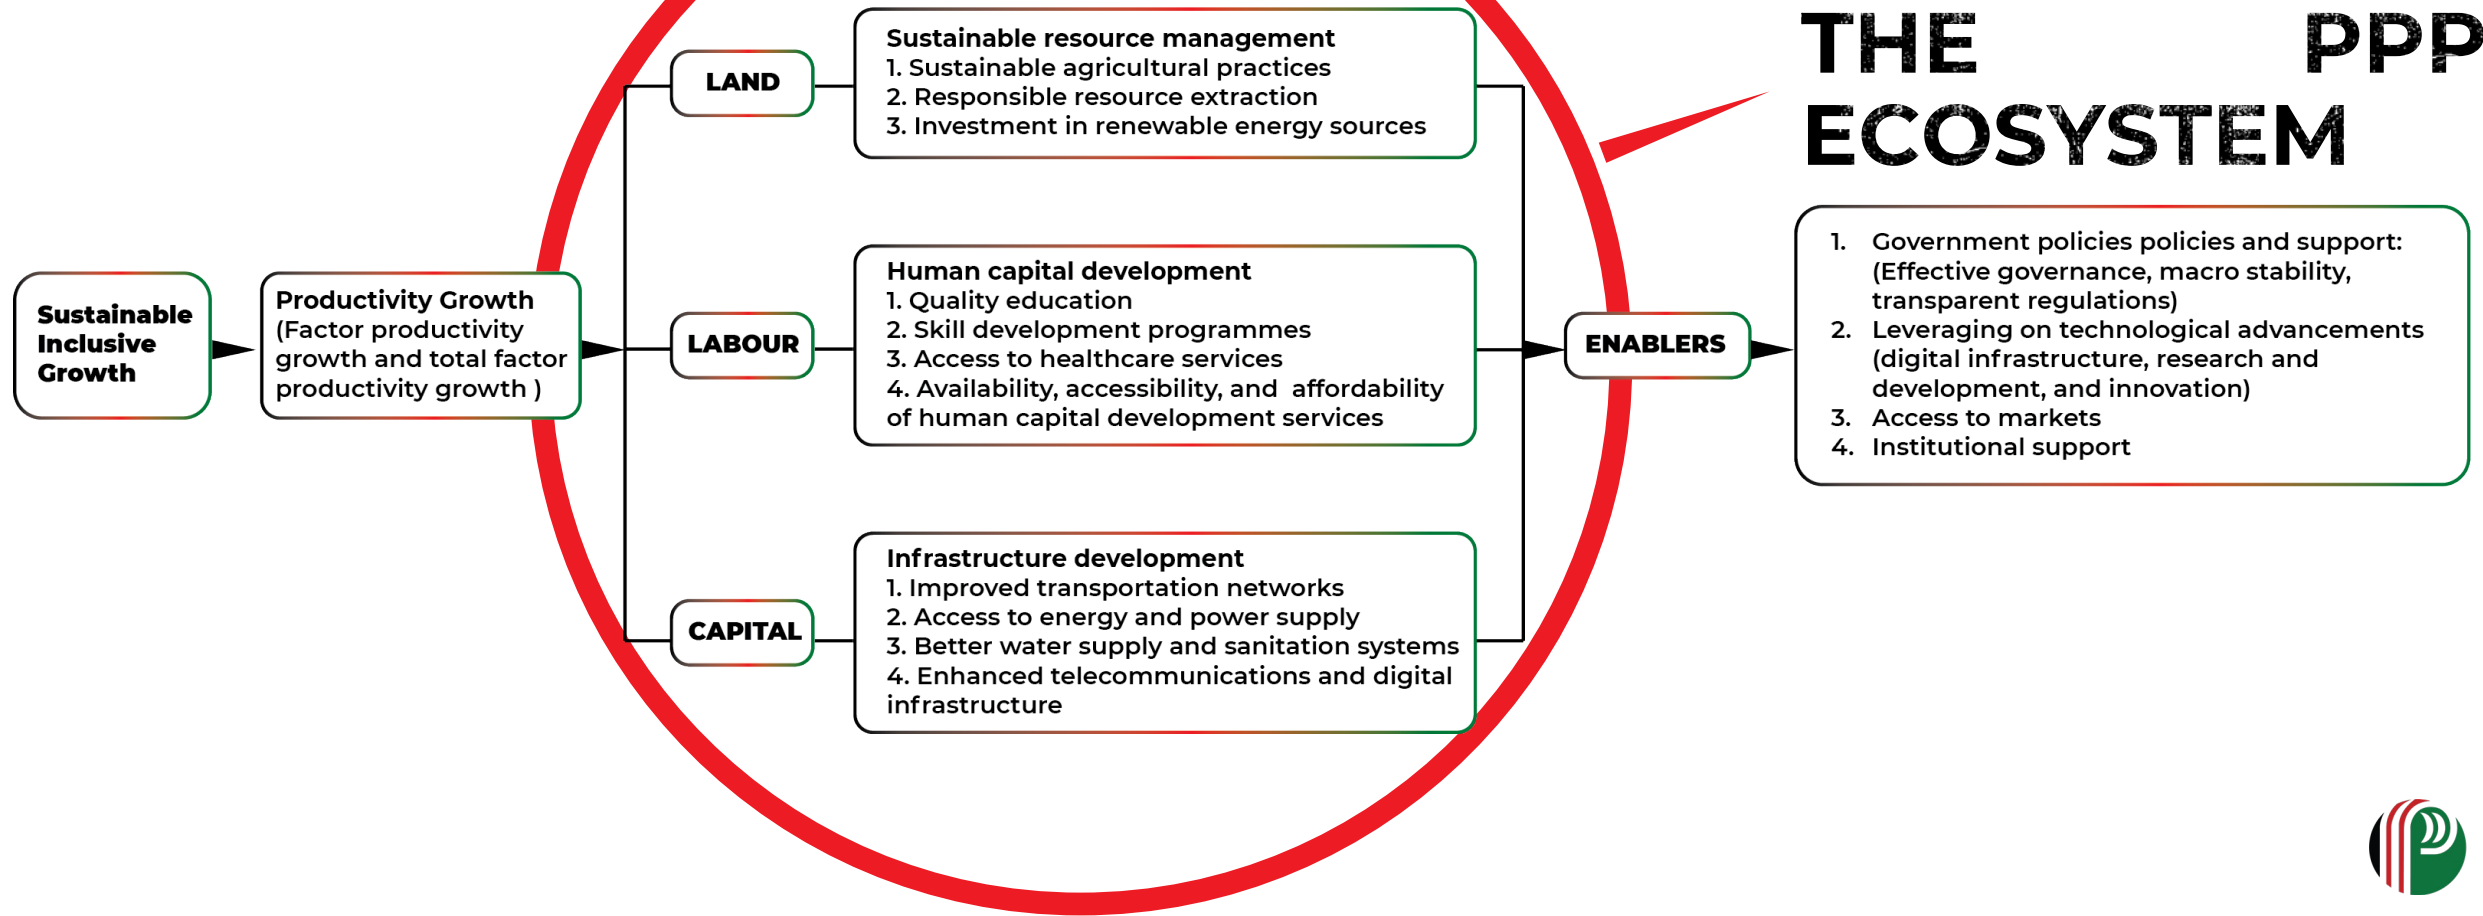 THE PPP
ECOSYSTEM
Sustainable
Inclusive
Growth
Productivity Growth
(Factor productivity
growth and total factor
productivity growth )
LAND
Sustainable resource management
1. Sustainable agricultural practices
2. Responsible resource extraction
3. Investment in renewable energy sources
LABOUR
Human capital development
1. Quality education
2. Skill development programmes
3. Access to healthcare services
4. Availability, accessibility, and affordability
of human capital development services
CAPITAL
Infrastructure development
1. Improved transportation networks
2. Access to energy and power supply
3. Better water supply and sanitation systems
4. Enhanced telecommunications and digital
infrastructure
ENABLERS
1. Government policies policies and support:
(Effective governance, macro stability,
transparent regulations)
2. Leveraging on technological advancements
(digital infrastructure, research and
development, and innovation)
3. Access to markets
4. Institutional support